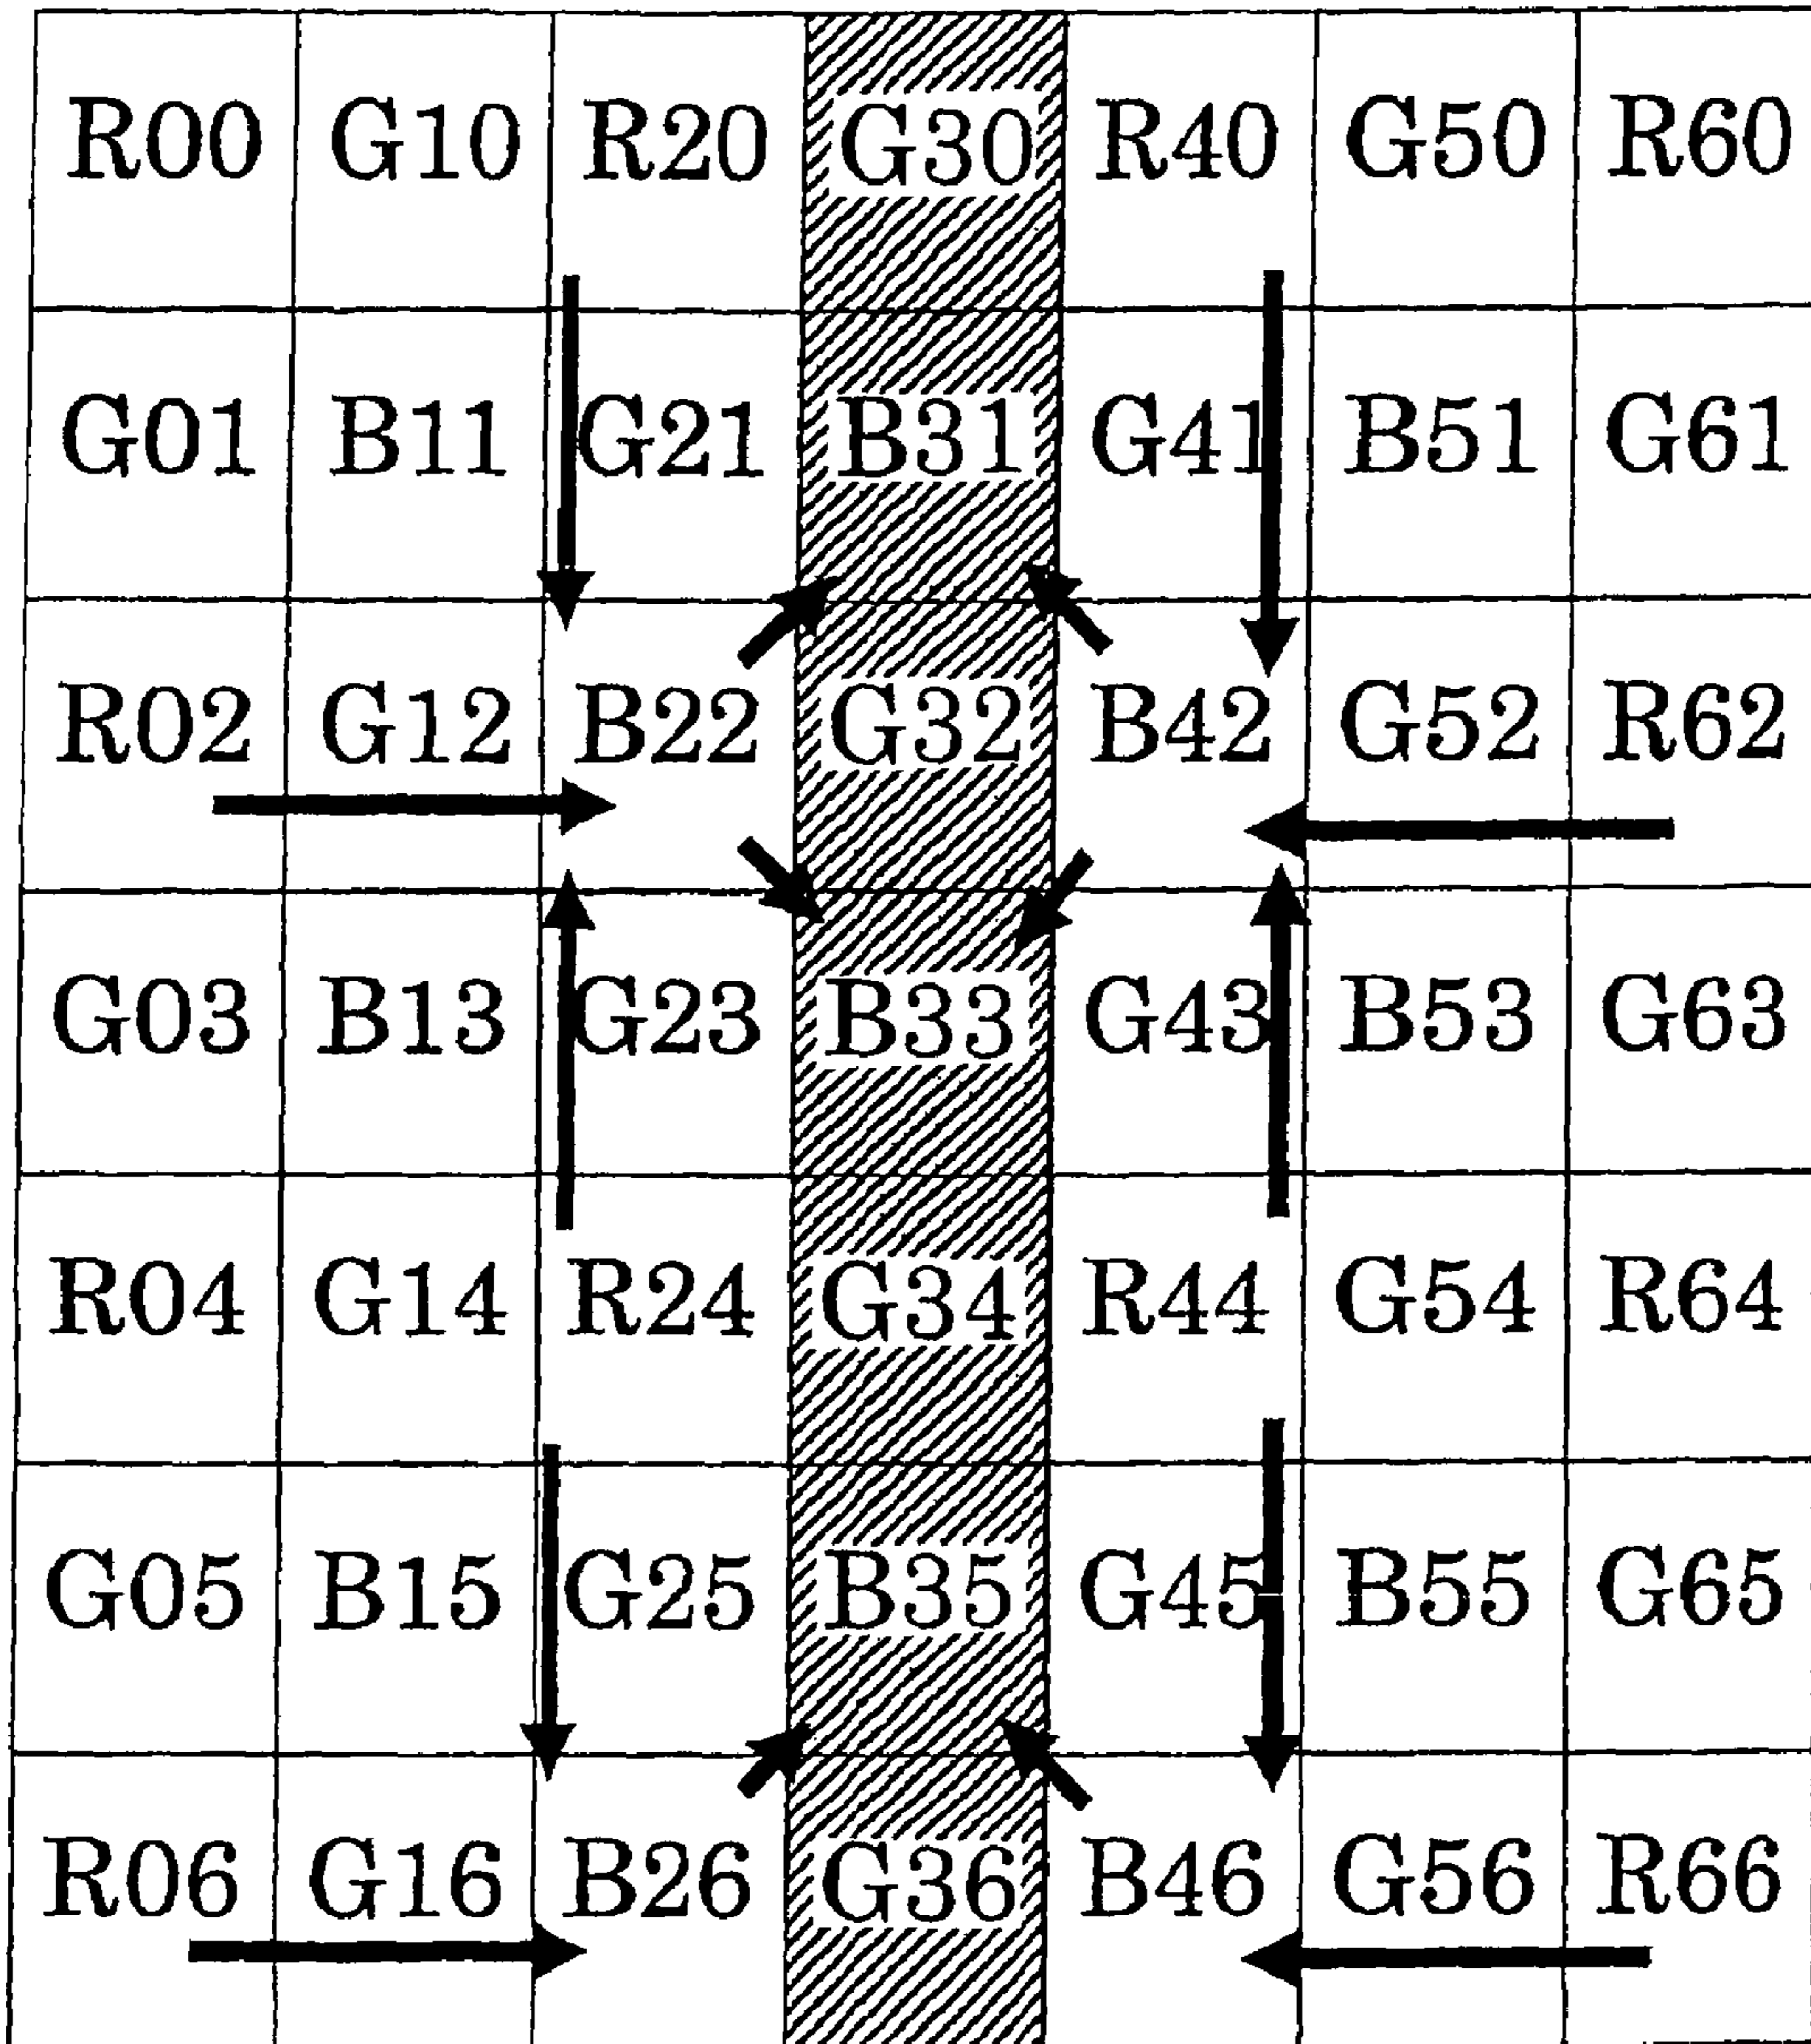 R00 G10 R20 G30 R40 G50 R60
G01 B11 G21 B31 G41 B51 G61
R02 G12 B22 G32 B42 G52 R62
G03 B13 G23 B33 G43 B53 G63
R04 G14 R24 G34 R44 G54 R64
G05 B15 G25 B35 G45 B55 G65
R06 G16 B26 G36 B46 G56 R66